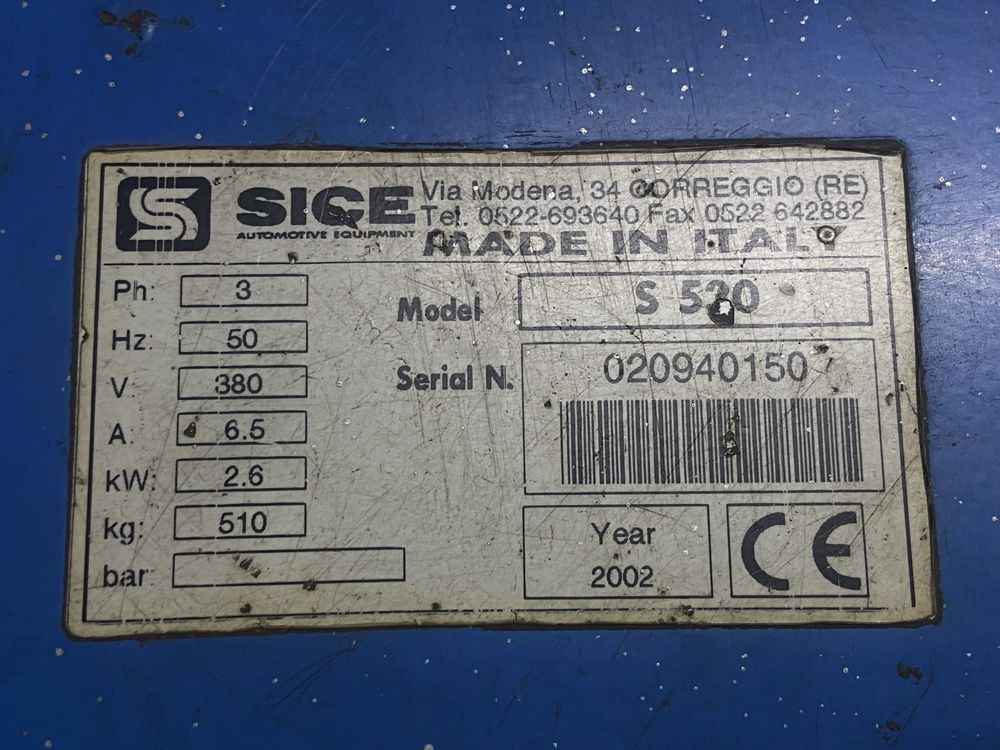 SICE
AUTOMOTIVE EQUIPMENT
Via Modena, 34 CORREGGIO (RE)
Tel. 0522-693640 Fax 0522 642882
MADE IN ITALY
Ph: 3
Hz: 50
V: 380
A: 6.5
kW: 2.6
kg: 510
bar:
Model S 520
Serial N. 020940150
Year
2002
CE